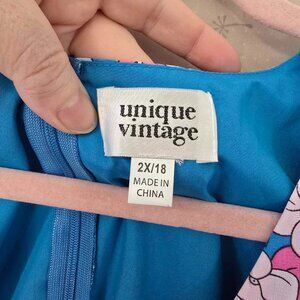 unique
vintage
2X/18
MADE IN
CHINA